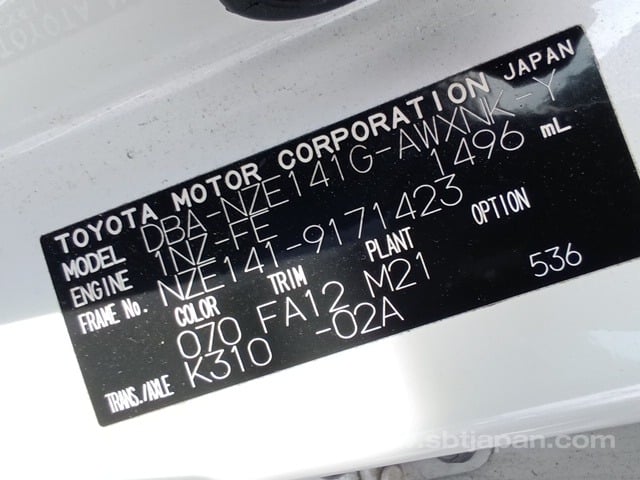 TOYOTA MOTOR CORPORATION JAPAN
MODEL DBA-NZE141G-AWXNK-Y
ENGINE 1NZ-FE 1496 mL
FRAME No. NZE141-9171423
COLOR TRIM PLANT OPTION
070 FA12 M21 536
TRANS./AXLE K310 -02A
sbtjapan.com